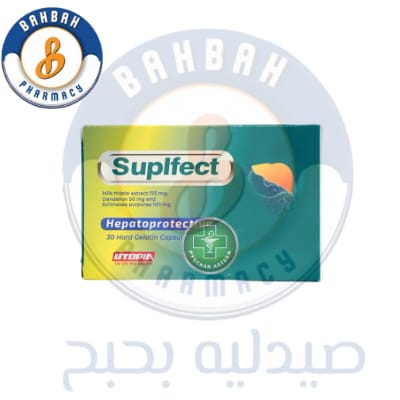 BAHBAH
PHARMACY
BAHBAH
PHARMACY
Suplfect
Milk thistle extract 175 mg,
Dandelion 50 mg and
Echinacea purpurea 100 mg
Hepatoprotective
30 Hard Gelatin Capsul
UTOPIA
صيدليه بحبح